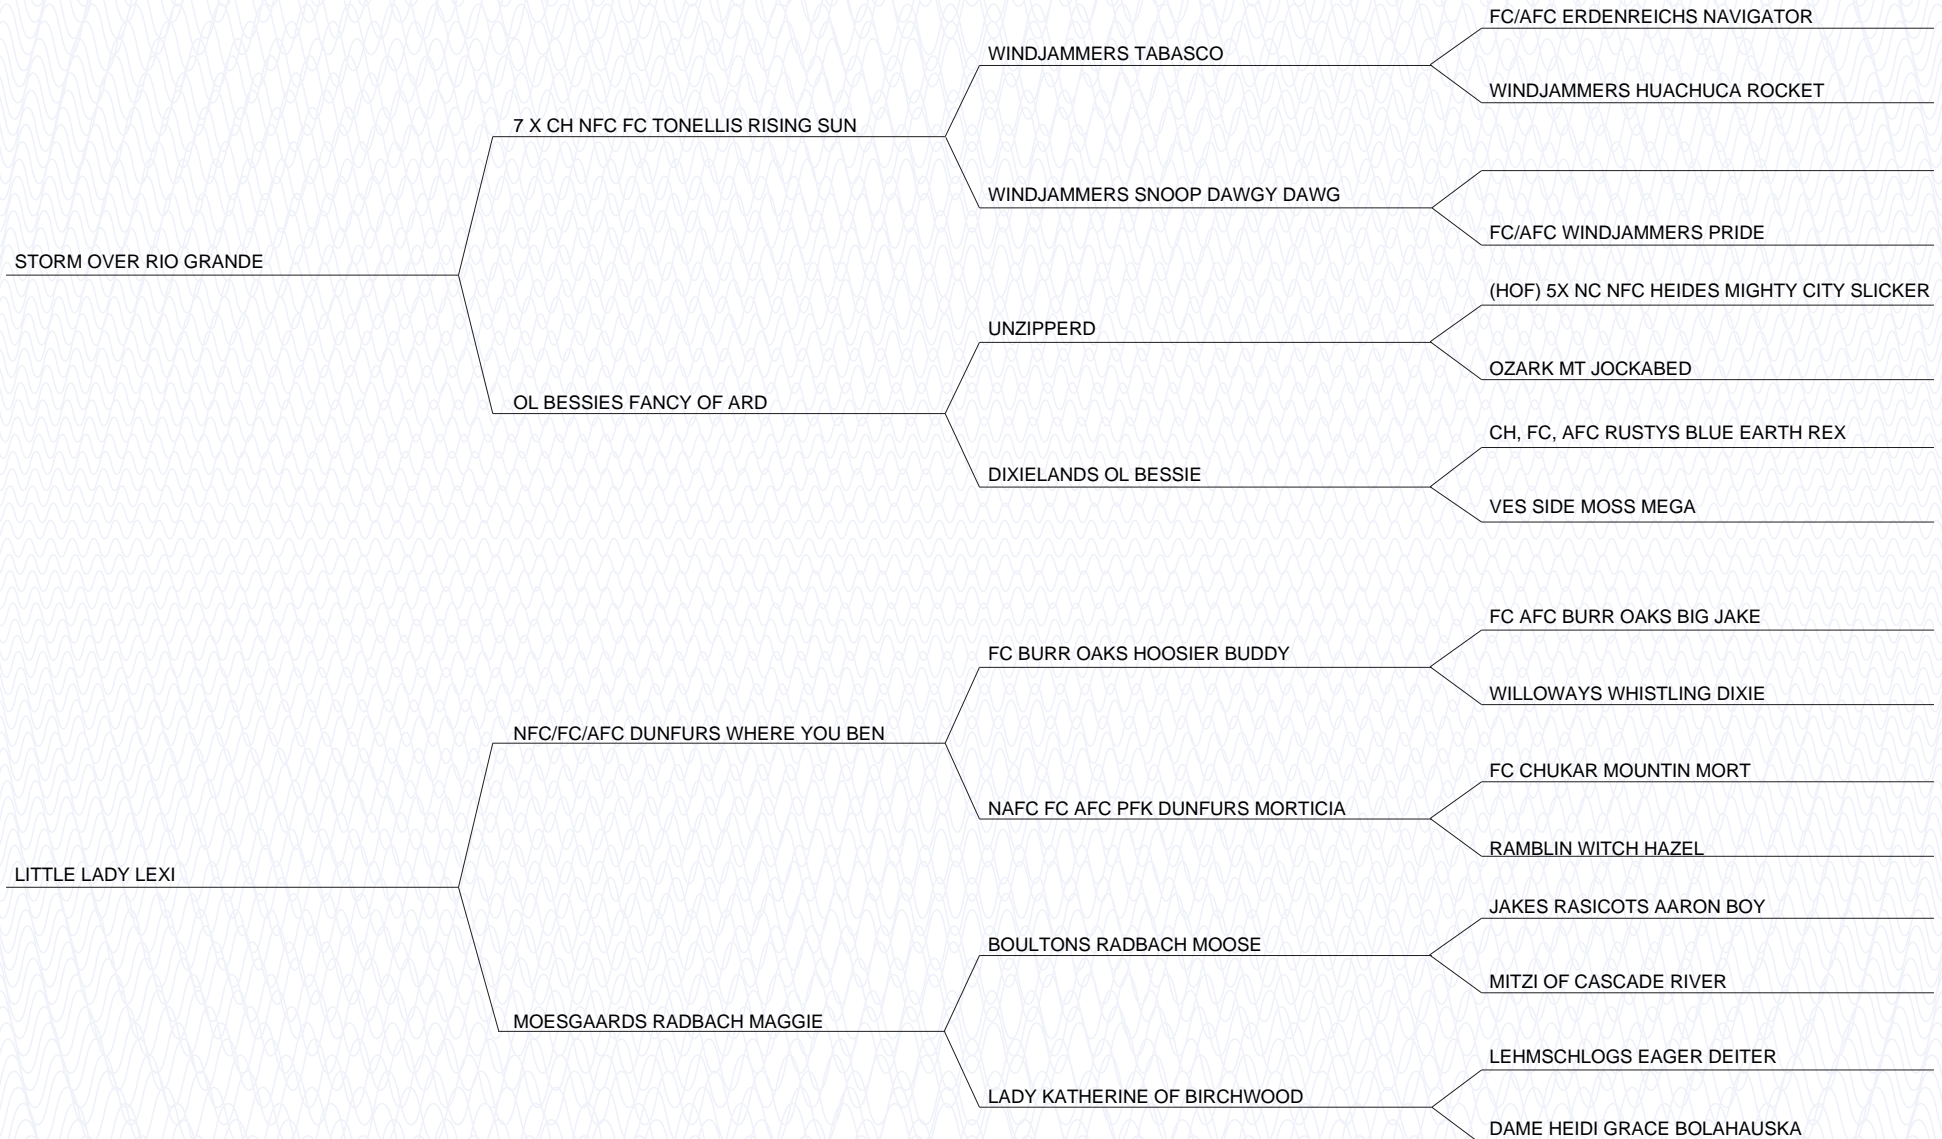 FC/AFC ERDENREICHS NAVIGATOR
WINDJAMMERS TABASCO
WINDJAMMERS HUACHUCA ROCKET
7 X CH NFC FC TONELLIS RISING SUN
WINDJAMMERS SNOOP DAWGY DAWG
FC/AFC WINDJAMMERS PRIDE
STORM OVER RIO GRANDE
(HOF) 5X NC NFC HEIDES MIGHTY CITY SLICKER
UNZIPPERD
OZARK MT JOCKABED
OL BESSIES FANCY OF ARD
CH, FC, AFC RUSTYS BLUE EARTH REX
DIXIELANDS OL BESSIE
VES SIDE MOSS MEGA
FC AFC BURR OAKS BIG JAKE
FC BURR OAKS HOOSIER BUDDY
WILLOWAYS WHISTLING DIXIE
NFC/FC/AFC DUNFURS WHERE YOU BEN
FC CHUKAR MOUNTIN MORT
NAFC FC AFC PFK DUNFURS MORTICIA
RAMBLIN WITCH HAZEL
LITTLE LADY LEXI
JAKES RASICOTS AARON BOY
BOULTONS RADBACH MOOSE
MITZI OF CASCADE RIVER
MOESGAARDS RADBACH MAGGIE
LEHMSCHLOGS EAGER DEITER
LADY KATHERINE OF BIRCHWOOD
DAME HEIDI GRACE BOLAHAUSKA